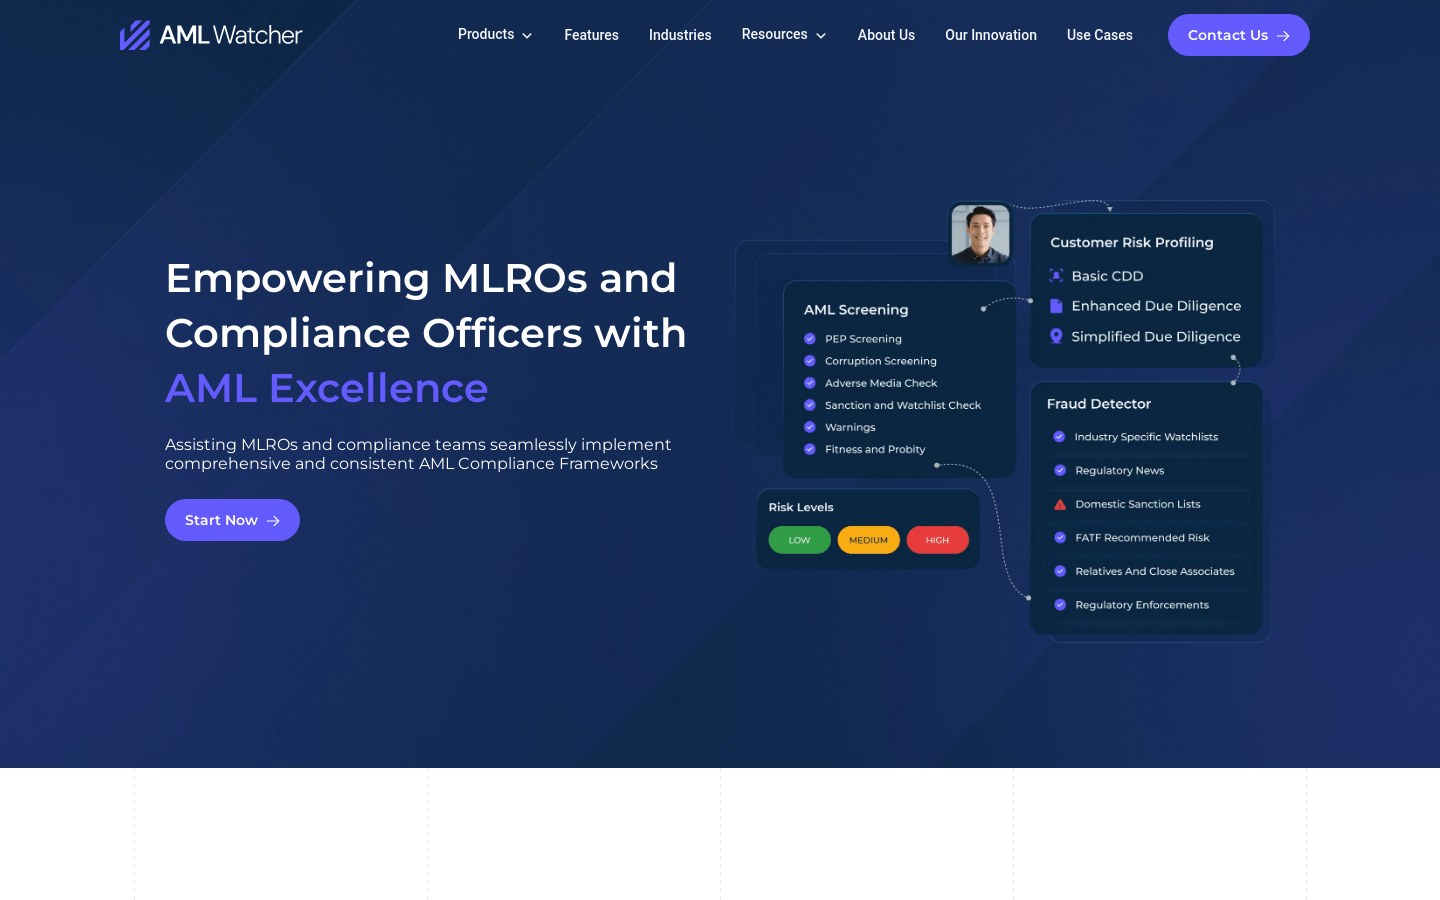 AML Watcher
Products
Features
Industries
Resources
About Us
Our Innovation
Use Cases
Contact Us
Empowering MLROs and
Compliance Officers with
AML Excellence
Assisting MLROs and compliance teams seamlessly implement
comprehensive and consistent AML Compliance Frameworks
Start Now
AML Screening
PEP Screening
Corruption Screening
Adverse Media Check
Sanction and Watchlist Check
Warnings
Fitness and Probity
Risk Levels
LOW
MEDIUM
HIGH
Customer Risk Profiling
Basic CDD
Enhanced Due Diligence
Simplified Due Diligence
Fraud Detector
Industry Specific Watchlists
Regulatory News
Domestic Sanction Lists
FATF Recommended Risk
Relatives And Close Associates
Regulatory Enforcements